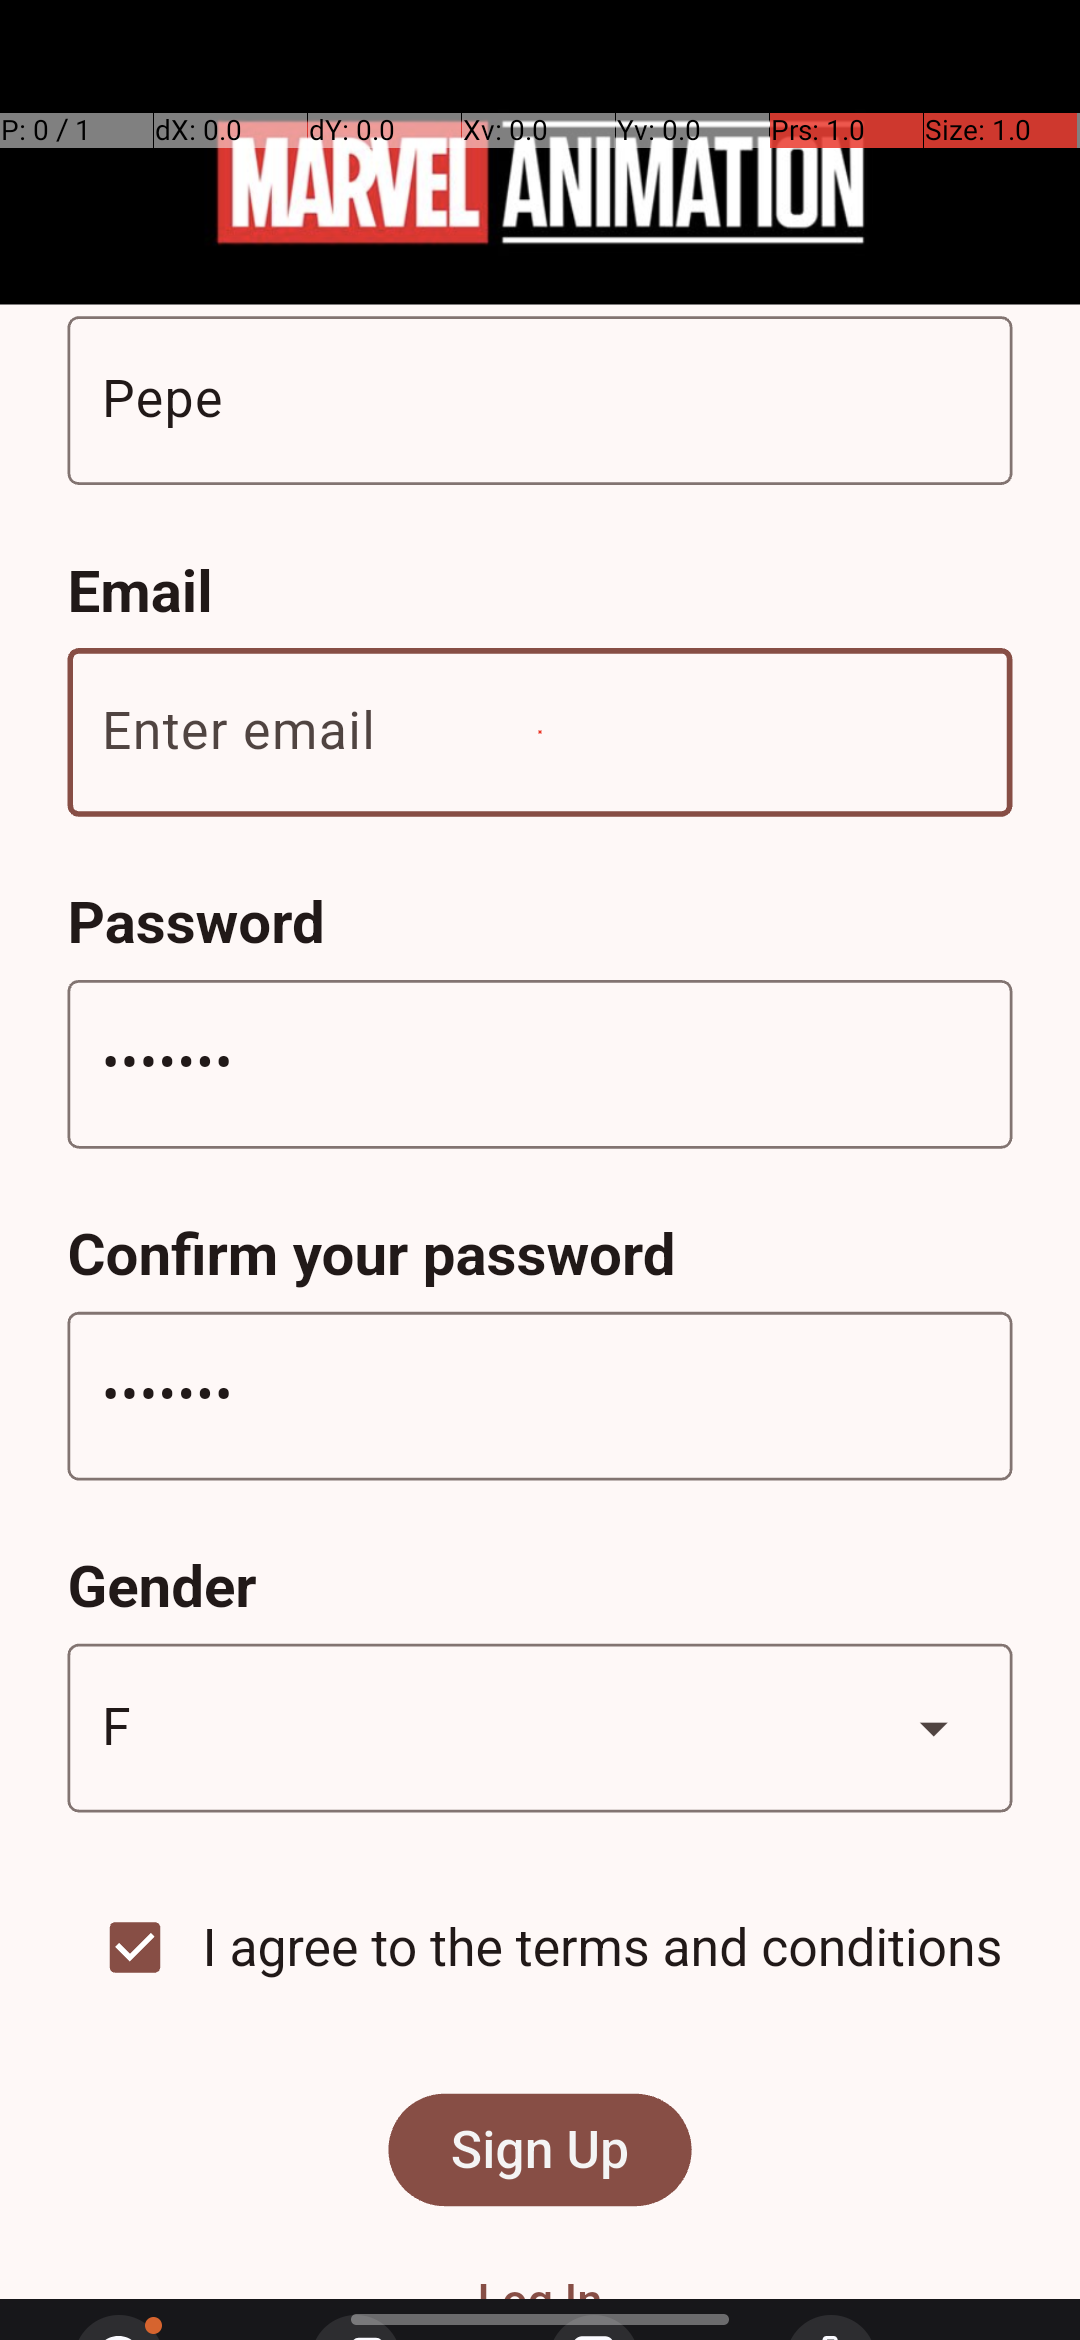 P: 0 / 1 dX: 0.0 dY: 0.0 Xv: 0.0 Yv: 0.0 Prs: 1.0 Size: 1.0
MARVEL ANIMATION
Pepe
Email
Enter email
Password
•••••••
Confirm your password
•••••••
Gender
F
I agree to the terms and conditions
Sign Up
Log In